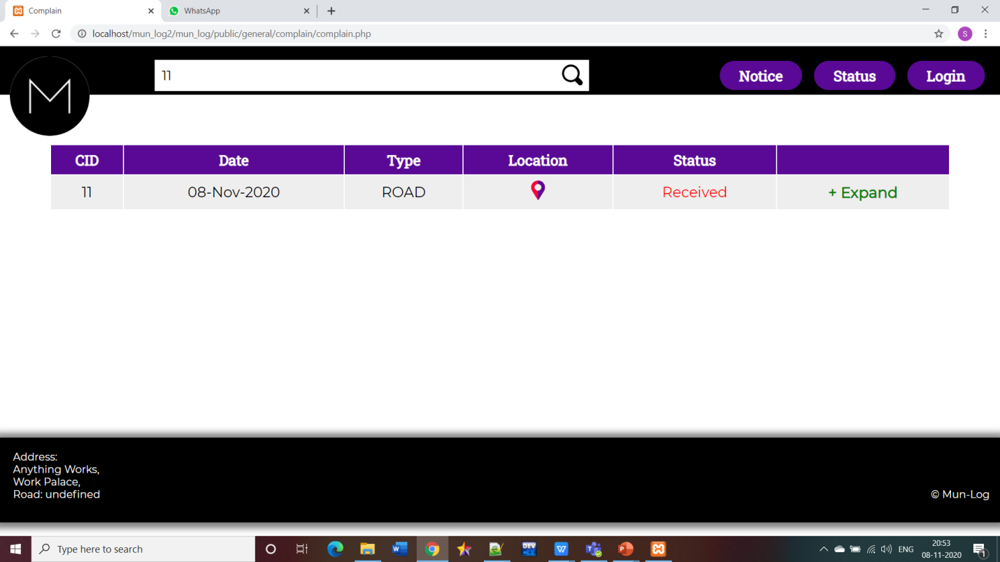 Complain
WhatsApp
localhost/mun_log2/mun_log/public/general/complain/complain.php
S
M
11
Notice
Status
Login
CID Date Type Location Status
11 08-Nov-2020 ROAD Received + Expand
Address:
Anything Works,
Work Palace,
Road: undefined
© Mun-Log
Type here to search
W
DEV
W
T
P
ENG
20:53
08-11-2020
1